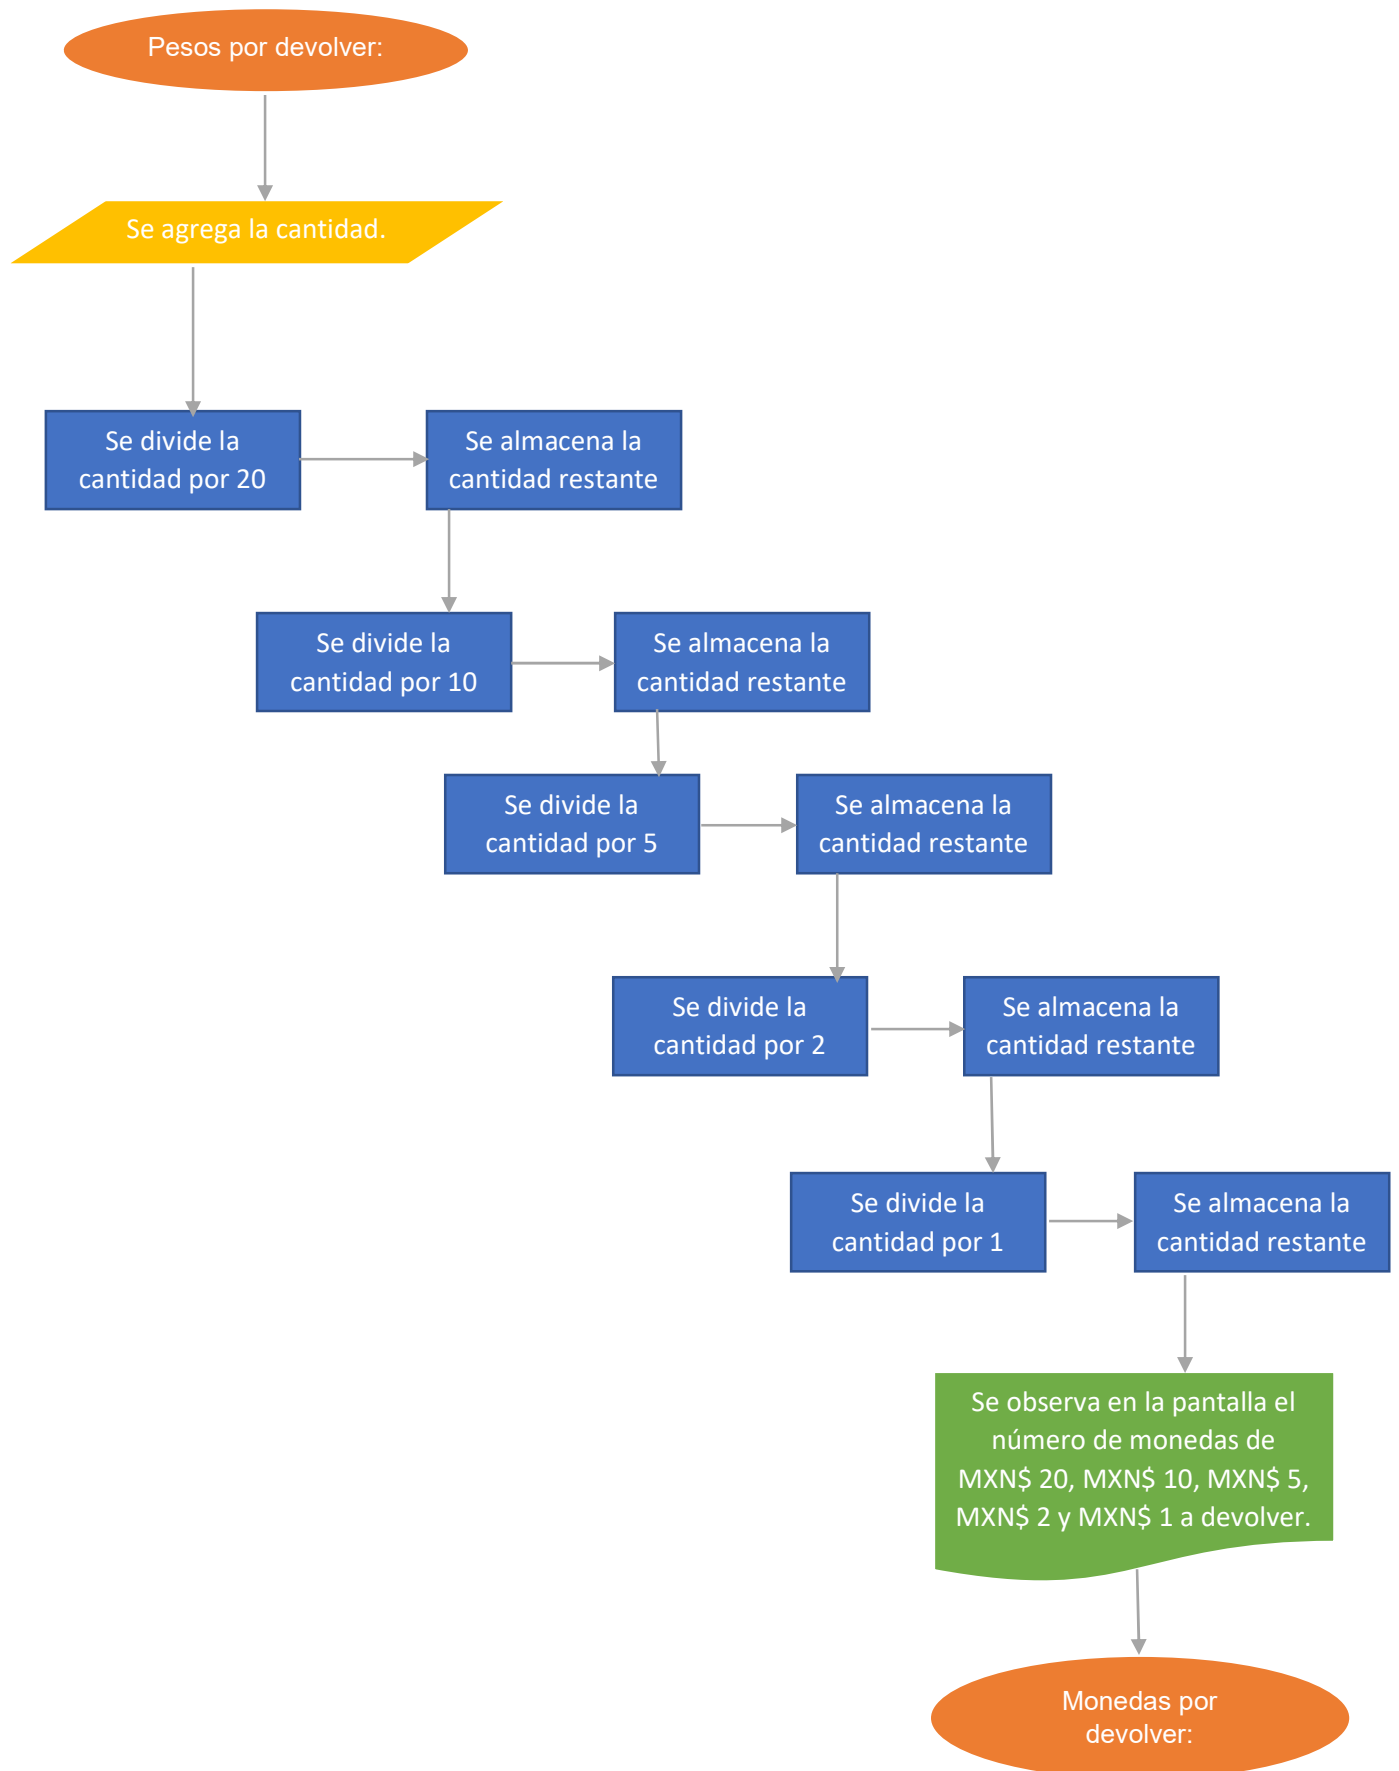 Pesos por devolver:
Se agrega la cantidad.
Se divide la
cantidad por 20
Se almacena la
cantidad restante
Se divide la
cantidad por 10
Se almacena la
cantidad restante
Se divide la
cantidad por 5
Se almacena la
cantidad restante
Se divide la
cantidad por 2
Se almacena la
cantidad restante
Se divide la
cantidad por 1
Se almacena la
cantidad restante
Se observa en la pantalla el
número de monedas de
MXN$ 20, MXN$ 10, MXN$ 5,
MXN$ 2 y MXN$ 1 a devolver.
Monedas por
devolver: